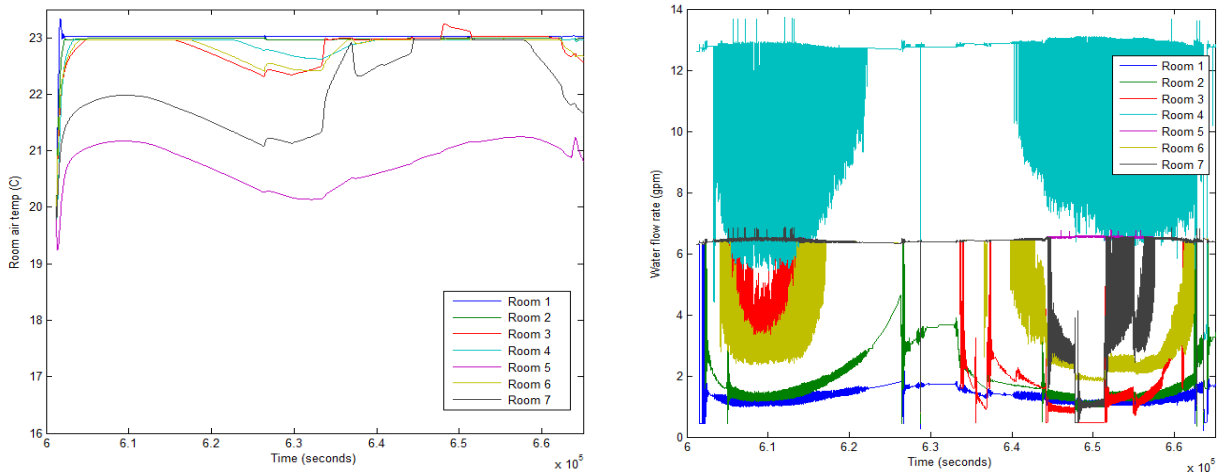 23
22
21
20
19
18
17
16
Room air temp (C)
Room 1
Room 2
Room 3
Room 4
Room 5
Room 6
Room 7
6 6.1 6.2 6.3 6.4 6.5 6.6
Time (seconds)
x 10^5
14
12
10
8
6
4
2
0
Water flow rate (gpm)
Room 1
Room 2
Room 3
Room 4
Room 5
Room 6
Room 7
6 6.1 6.2 6.3 6.4 6.5 6.6
Time (seconds)
x 10^5